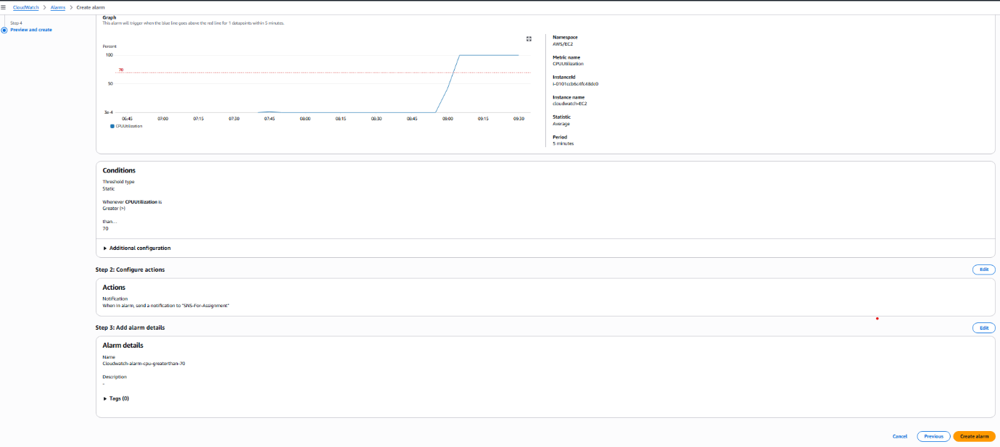 CloudWatch > Alarms > Create alarm
Step 4
Preview and create
Graph
This alarm will trigger when the blue line goes above the red line for 1 datapoints within 5 minutes.
Percent
100
70
50
3e-4
06:45 07:00 07:15 07:30 07:45 08:00 08:15 08:30 08:45 09:00 09:15 09:30
CPUUtilization
Namespace
AWS/EC2
Metric name
CPUUtilization
InstanceId
i-0101ccb6c4fc48dc0
Instance name
cloudwatch-EC2
Statistic
Average
Period
5 minutes
Conditions
Threshold type
Static
Whenever CPUUtilization is
Greater (>)
than...
70
Additional configuration
Step 2: Configure actions
Edit
Actions
Notification
When In alarm, send a notification to "SNS-For-Assignment"
Step 3: Add alarm details
Edit
Alarm details
Name
Cloudwatch-alarm-cpu-greaterthan-70
Description
-
Tags (0)
Cancel Previous Create alarm